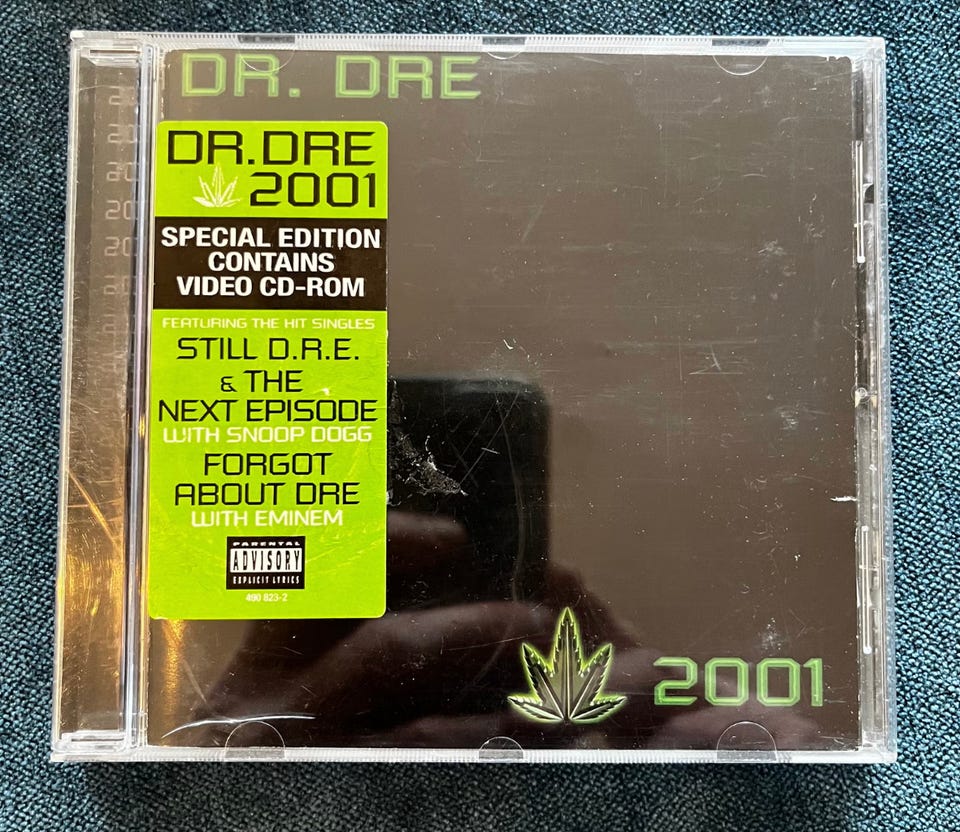 DR. DRE
DR.DRE
2001
SPECIAL EDITION
CONTAINS
VIDEO CD-ROM
FEATURING THE HIT SINGLES
STILL D.R.E.
& THE
NEXT EPISODE
WITH SNOOP DOGG
FORGOT
ABOUT DRE
WITH EMINEM
PARENTAL
ADVISORY
EXPLICIT LYRICS
490 823-2
2001